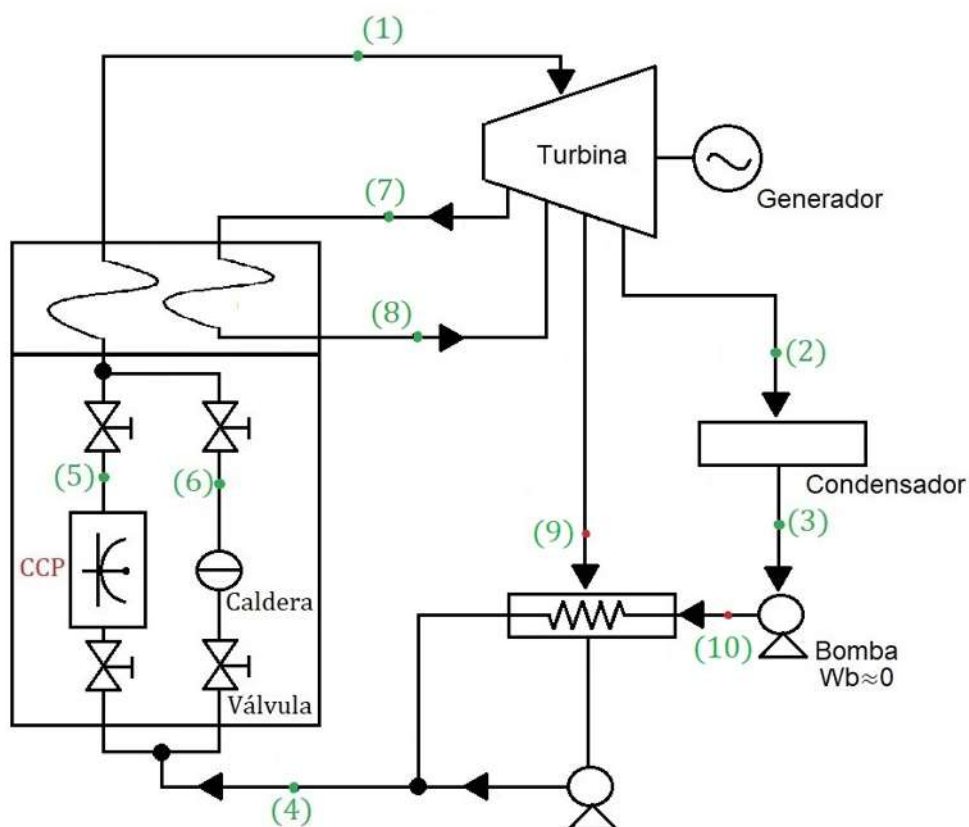 (1)
Turbina
Generador
(7)
(8)
(2)
(5)
(6)
Condensador
CCP
Caldera
(9)
(3)
(10)
Bomba
Wb≈0
Válvula
(4)